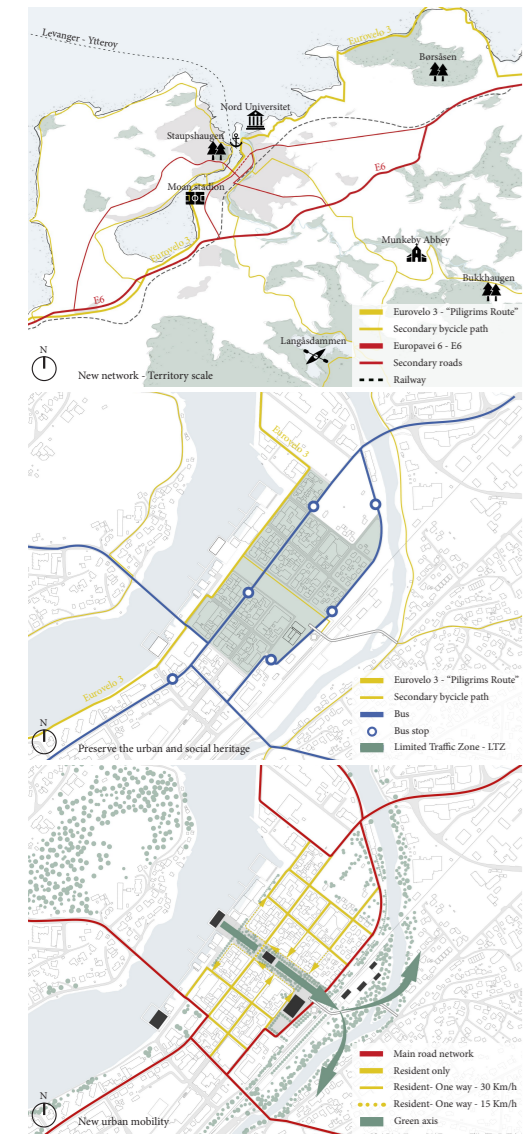 Levanger - Ytteroy
Eurovelo 3
Børsåsen
Nord Universitet
Staupshaugen
Moan stadion
E6
Eurovelo 3
Munkeby Abbey
Bukkhaugen
E6
Langåsdammen
Eurovelo 3 - "Piligrims Route"
Secondary bycicle path
Europavei 6 - E6
Secondary roads
Railway
N
New network - Territory scale
Eurovelo 3
Eurovelo 3
Eurovelo 3 - "Piligrims Route"
Secondary bycicle path
Bus
Bus stop
Limited Traffic Zone - LTZ
N
Preserve the urban and social heritage
Main road network
Resident only
Resident- One way - 30 Km/h
Resident- One way - 15 Km/h
Green axis
N
New urban mobility